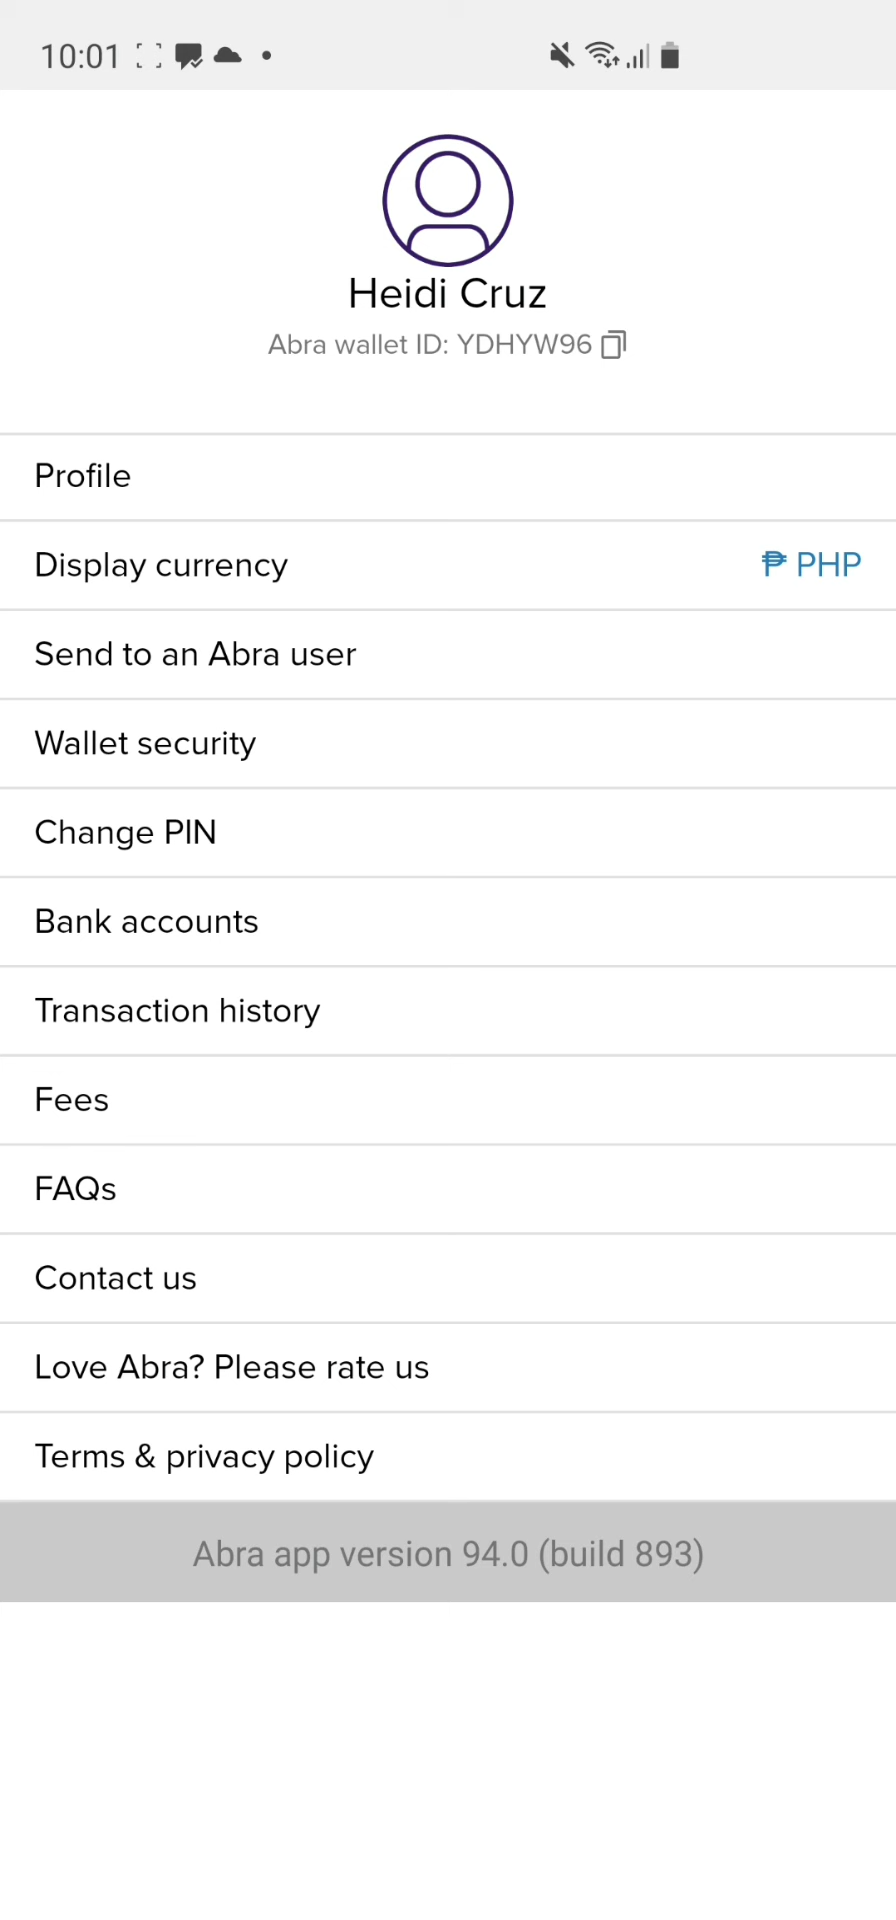 10:01
Heidi Cruz
Abra wallet ID: YDHYW96
Profile
Display currency ₱ PHP
Send to an Abra user
Wallet security
Change PIN
Bank accounts
Transaction history
Fees
FAQs
Contact us
Love Abra? Please rate us
Terms & privacy policy
Abra app version 94.0 (build 893)